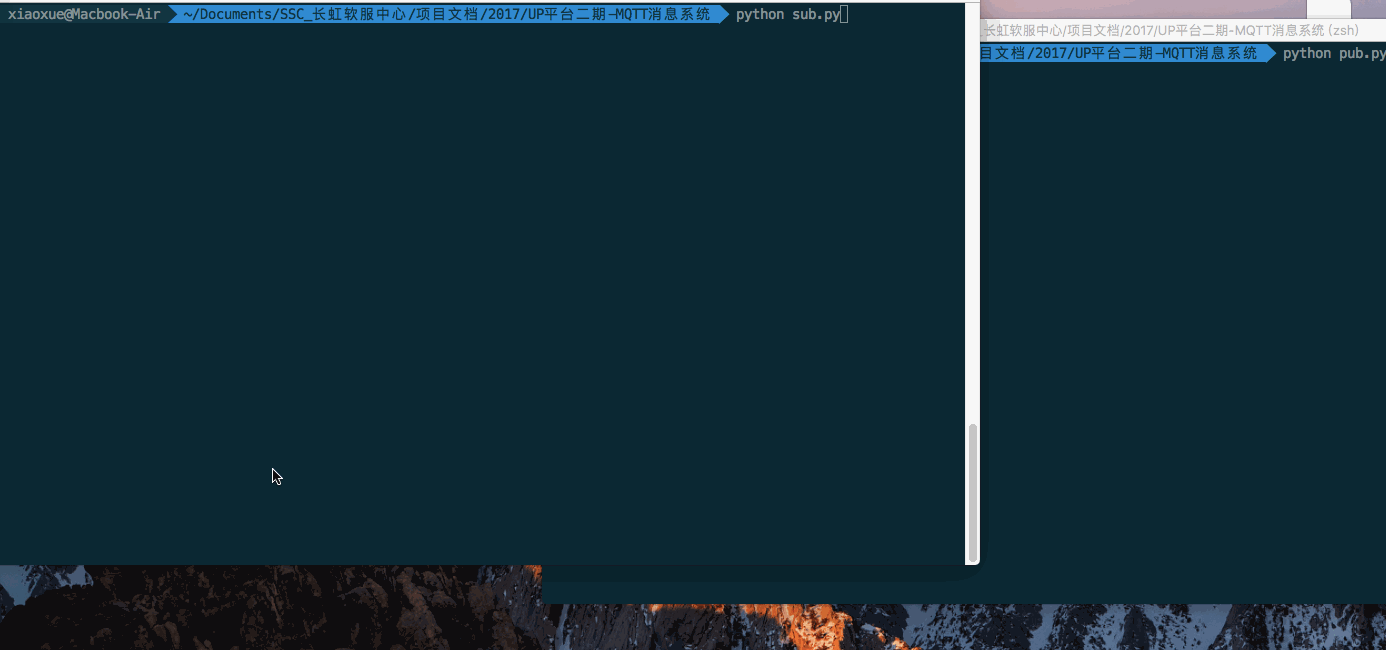 xiaoxue@Macbook-Air ~/Documents/SSC_长虹软服中心/项目文档/2017/UP平台二期-MQTT消息系统 python sub.py
长虹软服中心/项目文档/2017/UP平台二期-MQTT消息系统 (zsh)
目文档/2017/UP平台二期-MQTT消息系统 python pub.py